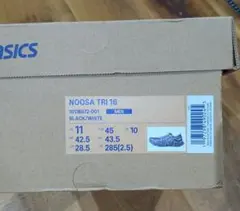 asics
NOOSA TRI 16
BLACK/WHITE
11 45 10
42.5 43.5
28.5 285(2.5)